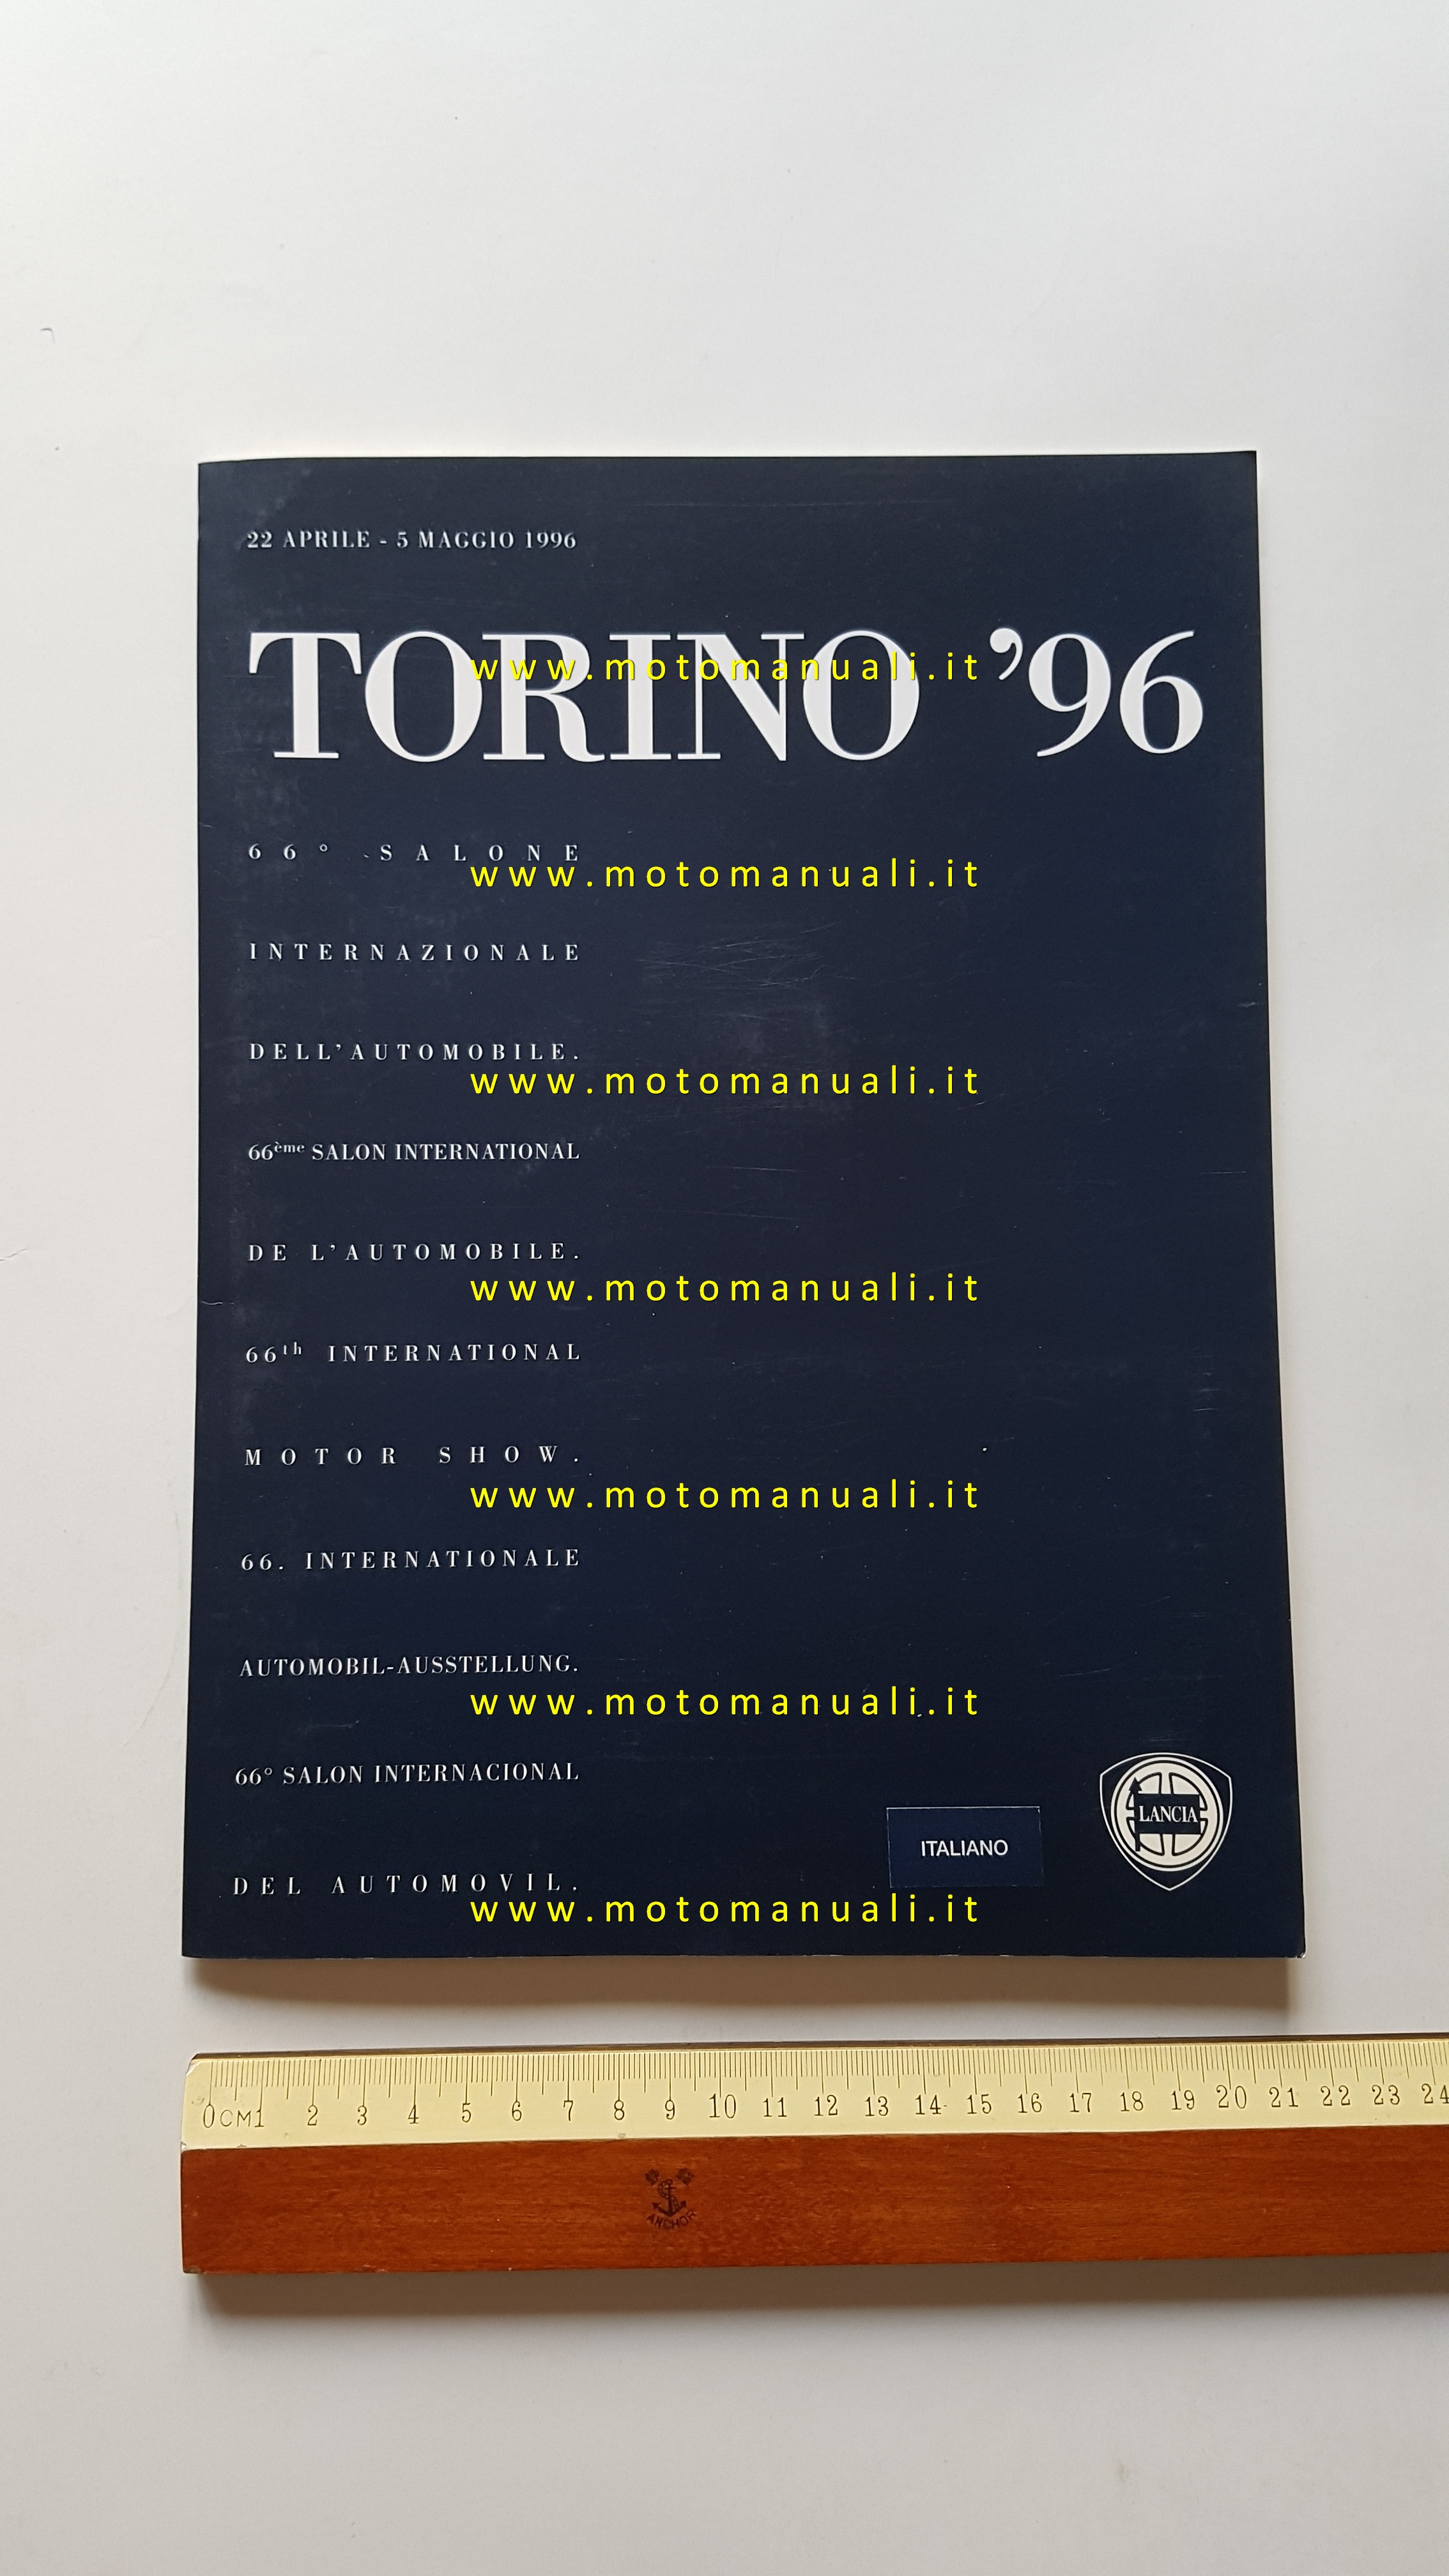 22 APRILE - 5 MAGGIO 1996
TORINO ’96
www.motomanuali.it
66° SALONE
www.motomanuali.it
INTERNAZIONALE
DELL’AUTOMOBILE.
www.motomanuali.it
66ème SALON INTERNATIONAL
DE L’AUTOMOBILE.
www.motomanuali.it
66th INTERNATIONAL
MOTOR SHOW.
www.motomanuali.it
66. INTERNATIONALE
AUTOMOBIL-AUSSTELLUNG.
www.motomanuali.it
66° SALON INTERNACIONAL
LANCIA
ITALIANO
DEL AUTOMOVIL.
www.motomanuali.it
0CM1 2 3 4 5 6 7 8 9 10 11 12 13 14 15 16 17 18 19 20 21 22 23 24
ANCHOR